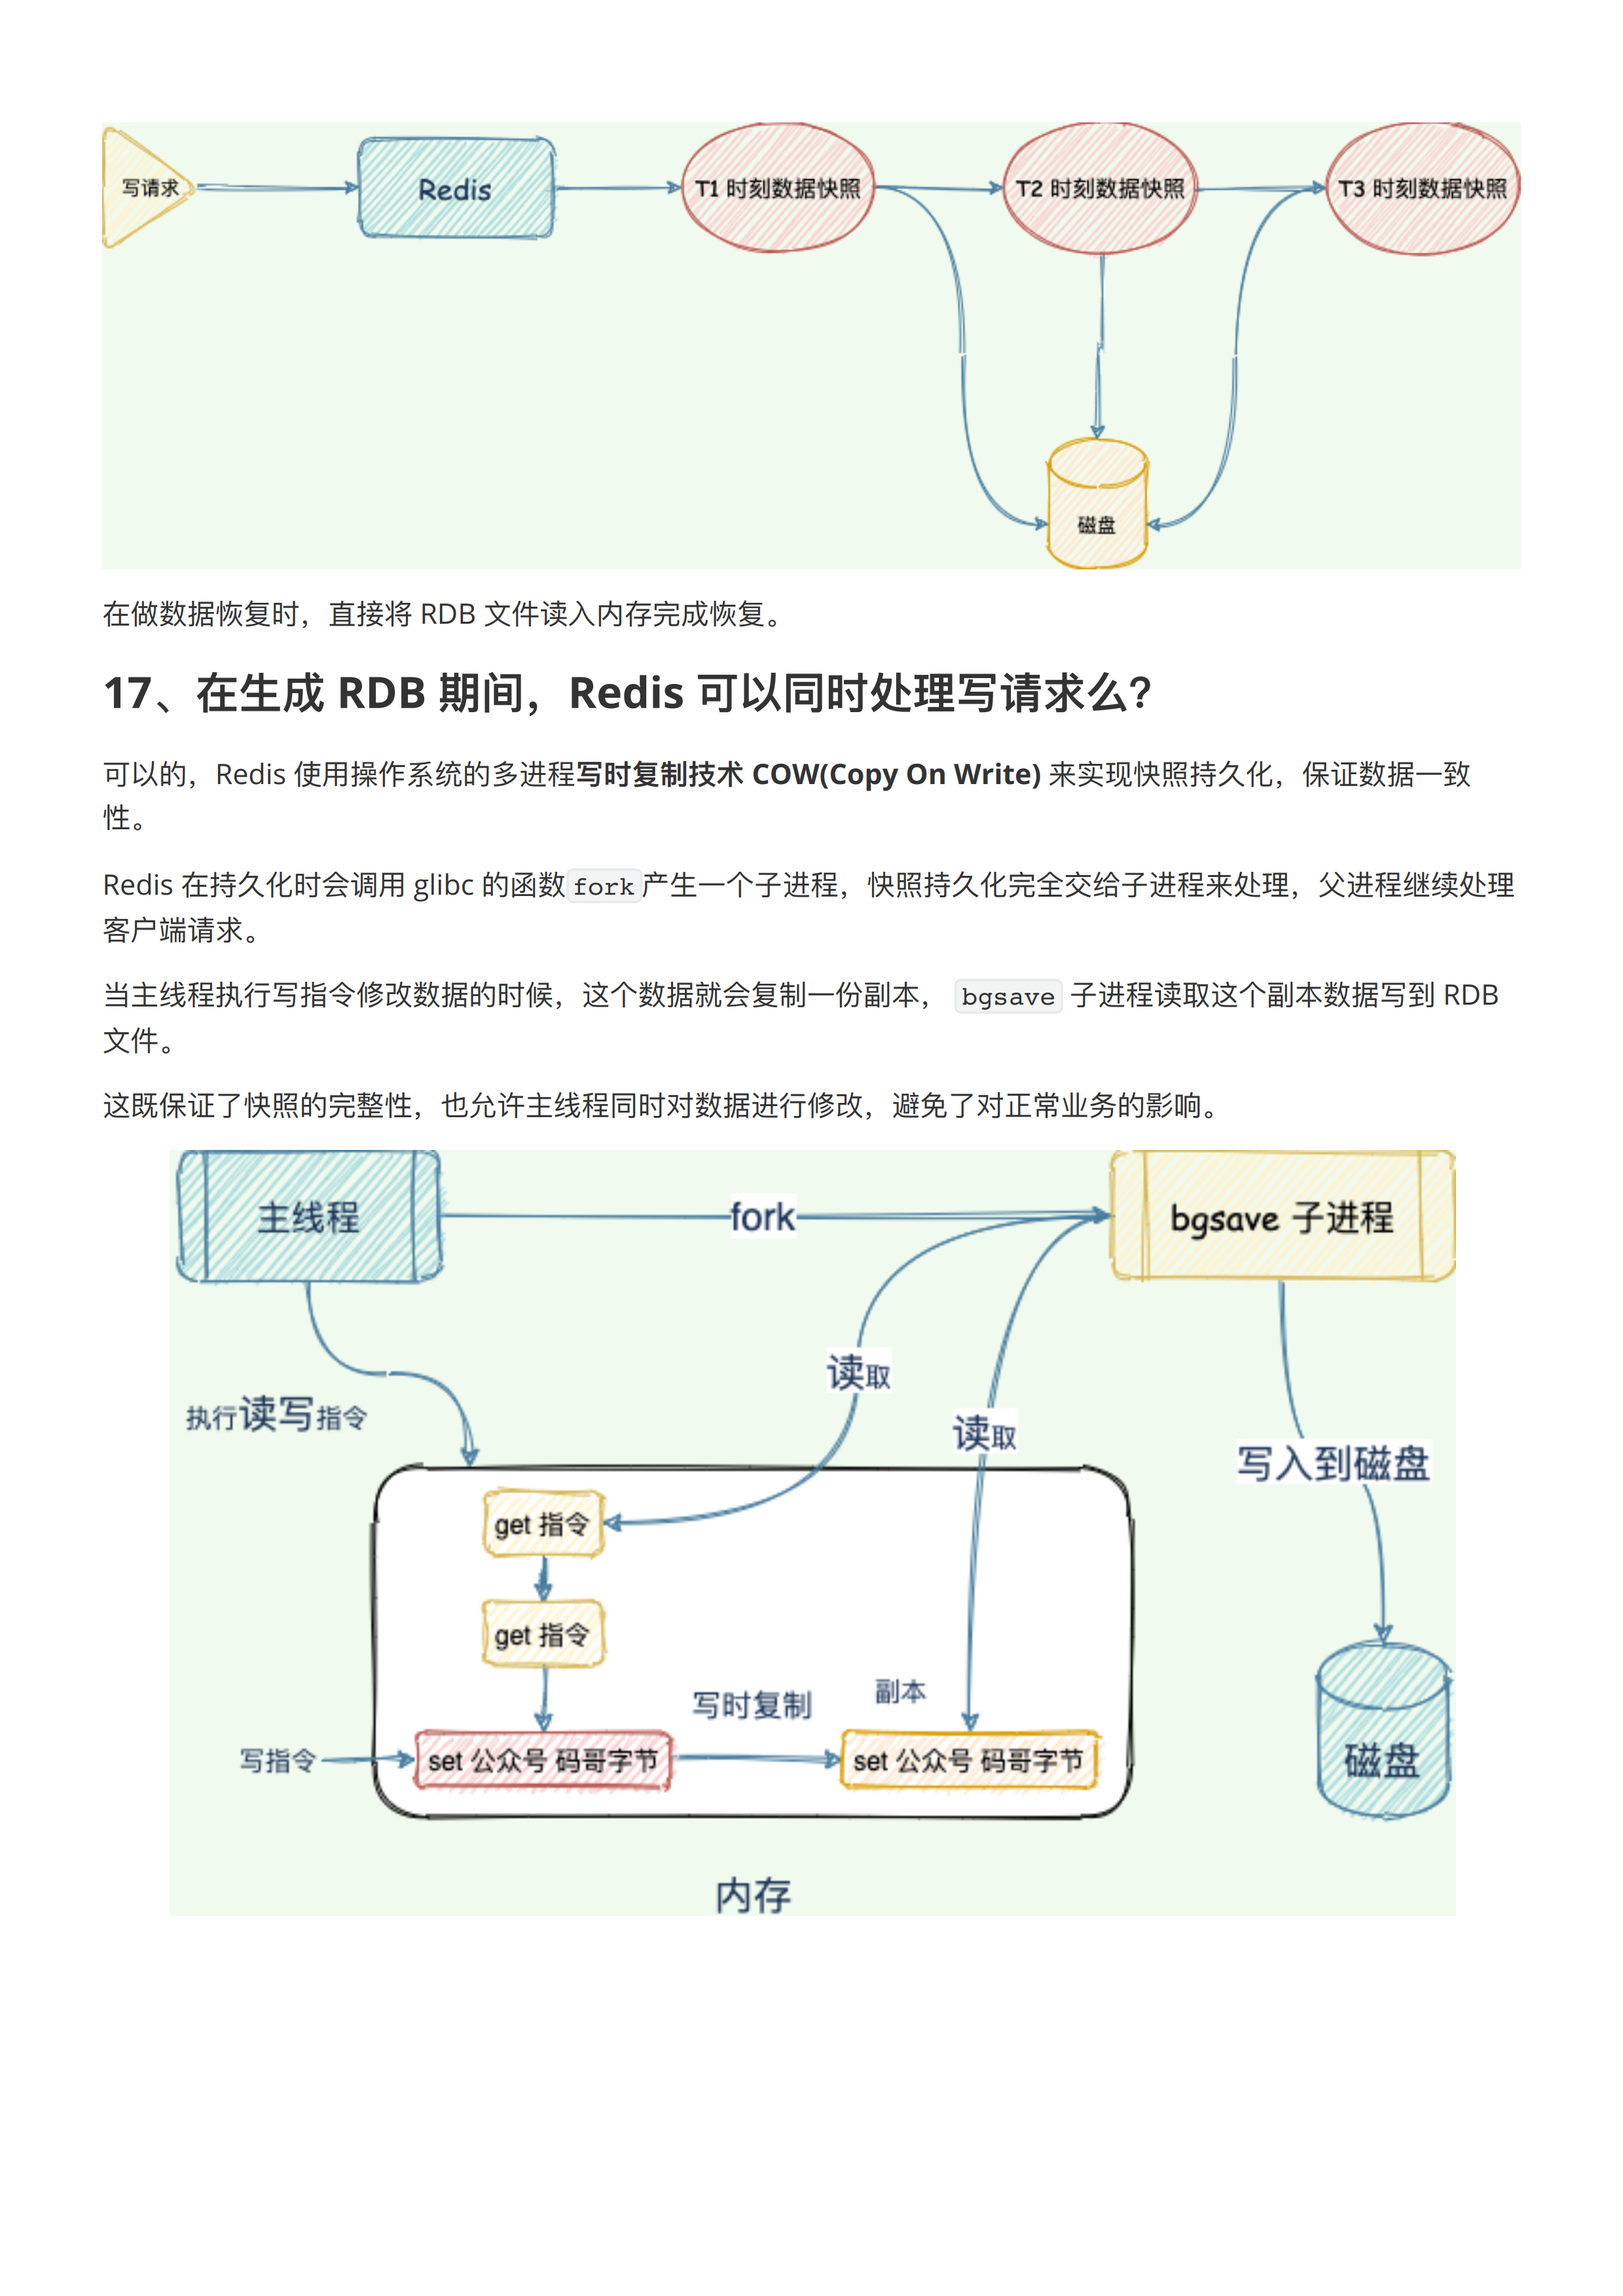 写请求
Redis
T1 时刻数据快照
T2 时刻数据快照
T3 时刻数据快照
磁盘
在做数据恢复时，直接将 RDB 文件读入内存完成恢复。
17、在生成 RDB 期间，Redis 可以同时处理写请求么？
可以的，Redis 使用操作系统的多进程写时复制技术 COW(Copy On Write) 来实现快照持久化，保证数据一致
性。
Redis 在持久化时会调用 glibc 的函数fork产生一个子进程，快照持久化完全交给子进程来处理，父进程继续处理
客户端请求。
当主线程执行写指令修改数据的时候，这个数据就会复制一份副本， bgsave 子进程读取这个副本数据写到 RDB
文件。
这既保证了快照的完整性，也允许主线程同时对数据进行修改，避免了对正常业务的影响。
主线程
fork
bgsave 子进程
读取
执行读写指令
读取
写入到磁盘
get 指令
get 指令
写时复制
副本
写指令
set 公众号 码哥字节
set 公众号 码哥字节
磁盘
内存